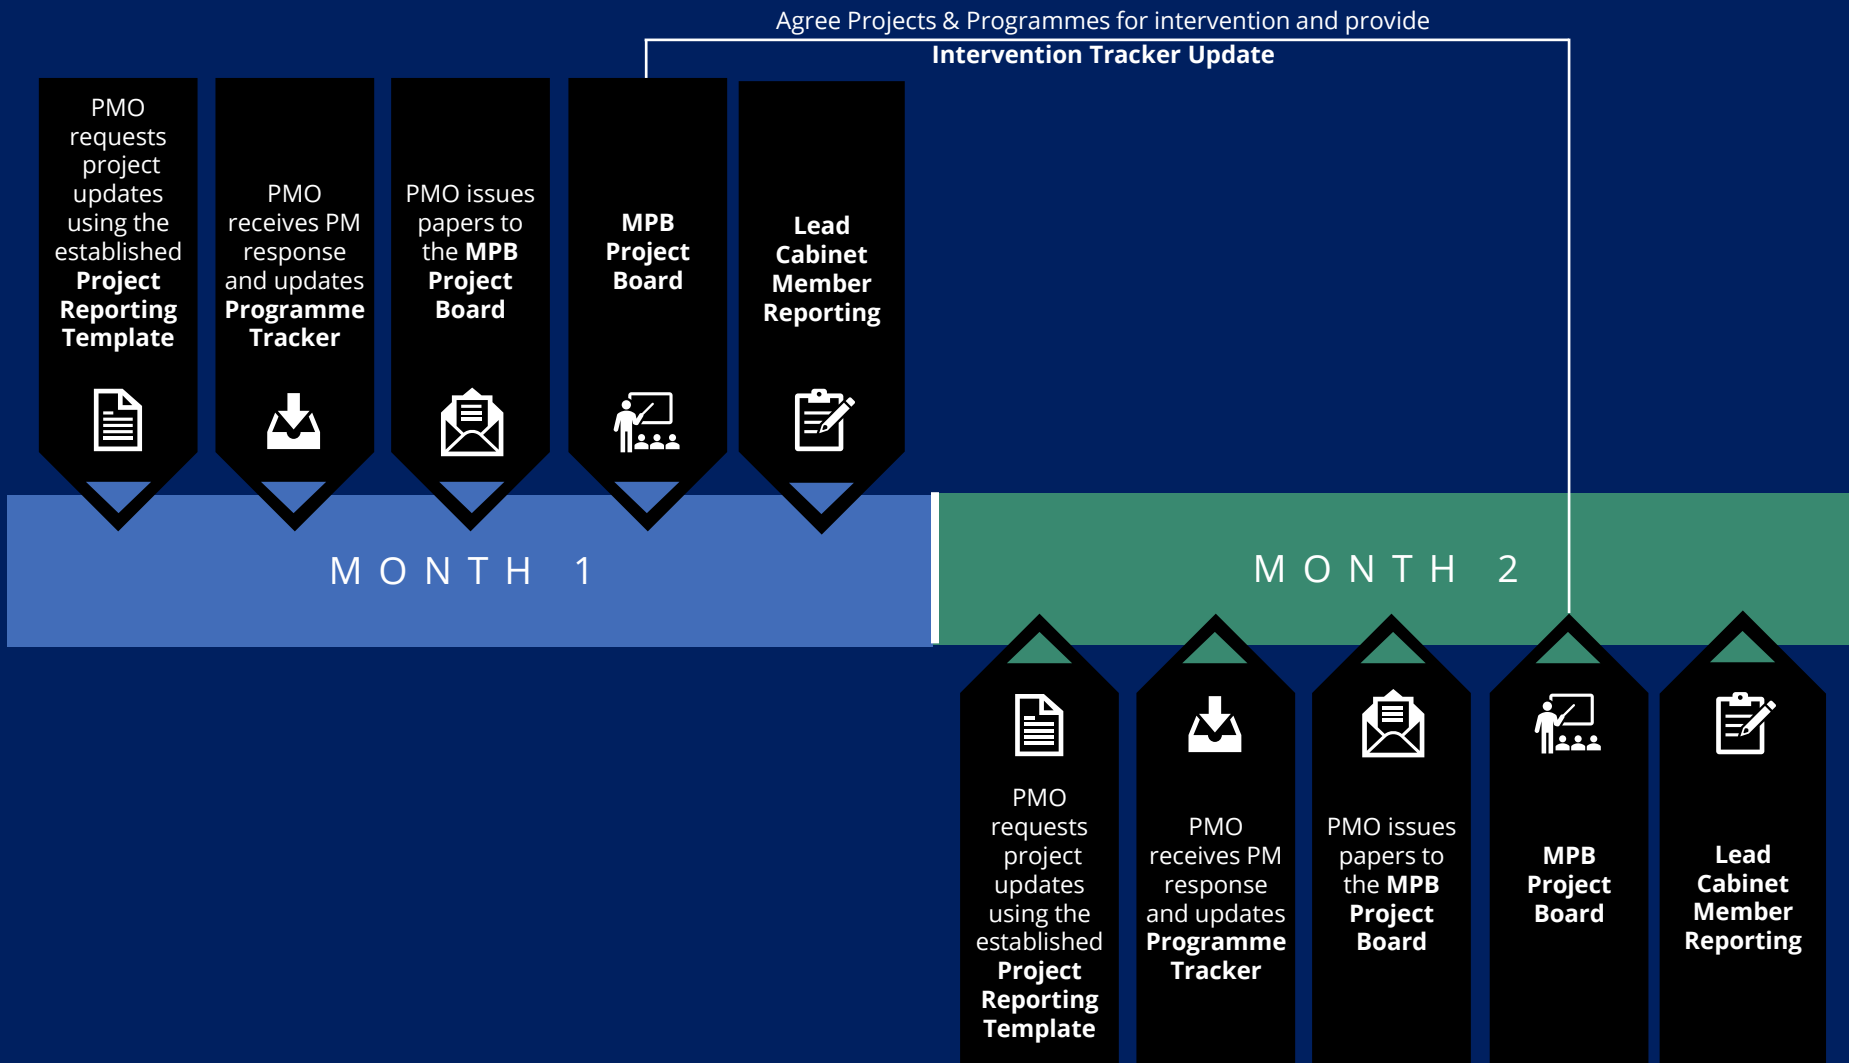 Agree Projects & Programmes for intervention and provide
Intervention Tracker Update
PMO
requests
project
updates
using the
established
Project
Reporting
Template
PMO
receives PM
response
and updates
Programme
Tracker
PMO issues
papers to
the MPB
Project
Board
MPB
Project
Board
Lead
Cabinet
Member
Reporting
MONTH 1
MONTH 2
PMO
requests
project
updates
using the
established
Project
Reporting
Template
PMO
receives PM
response
and updates
Programme
Tracker
PMO issues
papers to
the MPB
Project
Board
MPB
Project
Board
Lead
Cabinet
Member
Reporting